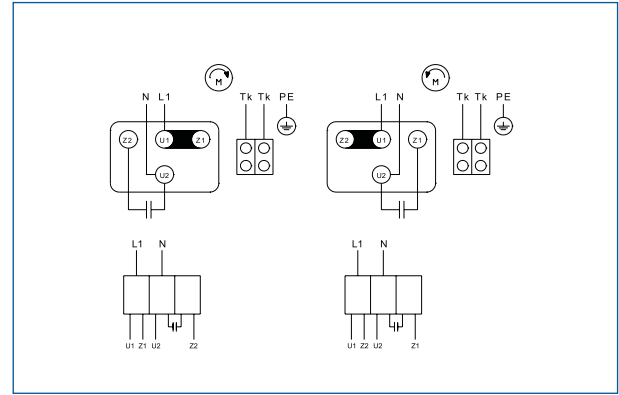 M M
N L1 Tk Tk PE L1 N Tk Tk PE
Z2 U1 Z1 Z2 U1 Z1
U2 U2
L1 N L1 N
U1 Z1 U2 Z2 U1 Z2 U2 Z1